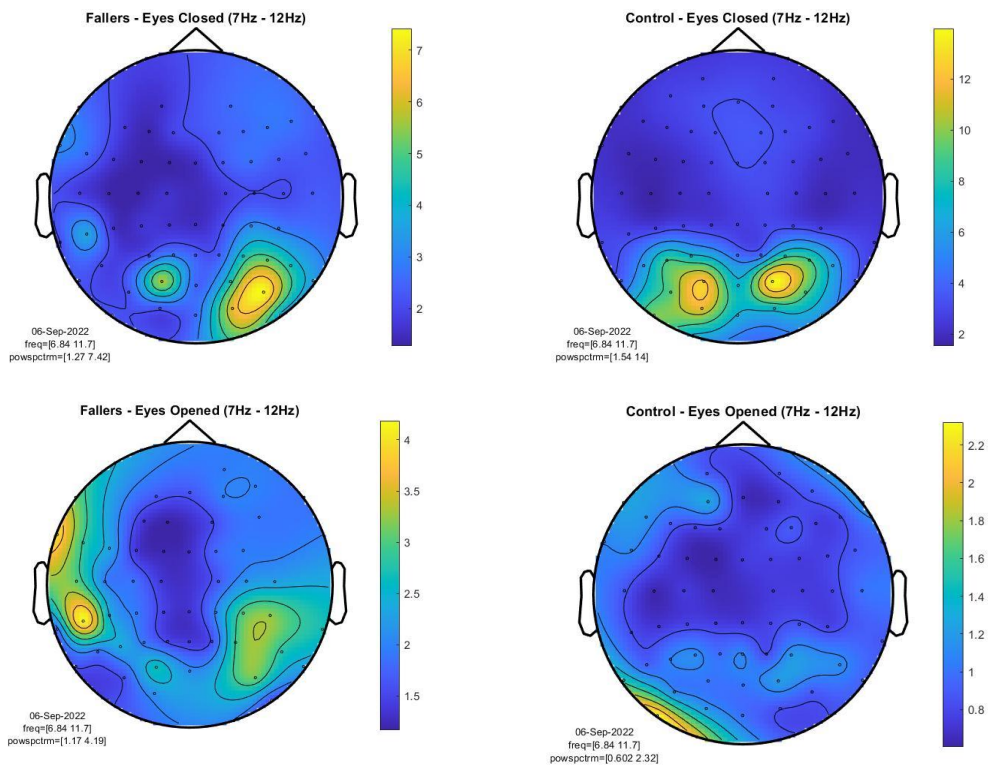 Fallers - Eyes Closed (7Hz - 12Hz)
7
6
5
4
3
2
06-Sep-2022
freq=[6.84 11.7]
powspctrm=[1.27 7.42]
Control - Eyes Closed (7Hz - 12Hz)
12
10
8
6
4
2
06-Sep-2022
freq=[6.84 11.7]
powspctrm=[1.54 14]
Fallers - Eyes Opened (7Hz - 12Hz)
4
3.5
3
2.5
2
1.5
06-Sep-2022
freq=[6.84 11.7]
powspctrm=[1.17 4.19]
Control - Eyes Opened (7Hz - 12Hz)
2.2
2
1.8
1.6
1.4
1.2
1
0.8
06-Sep-2022
freq=[6.84 11.7]
powspctrm=[0.602 2.32]